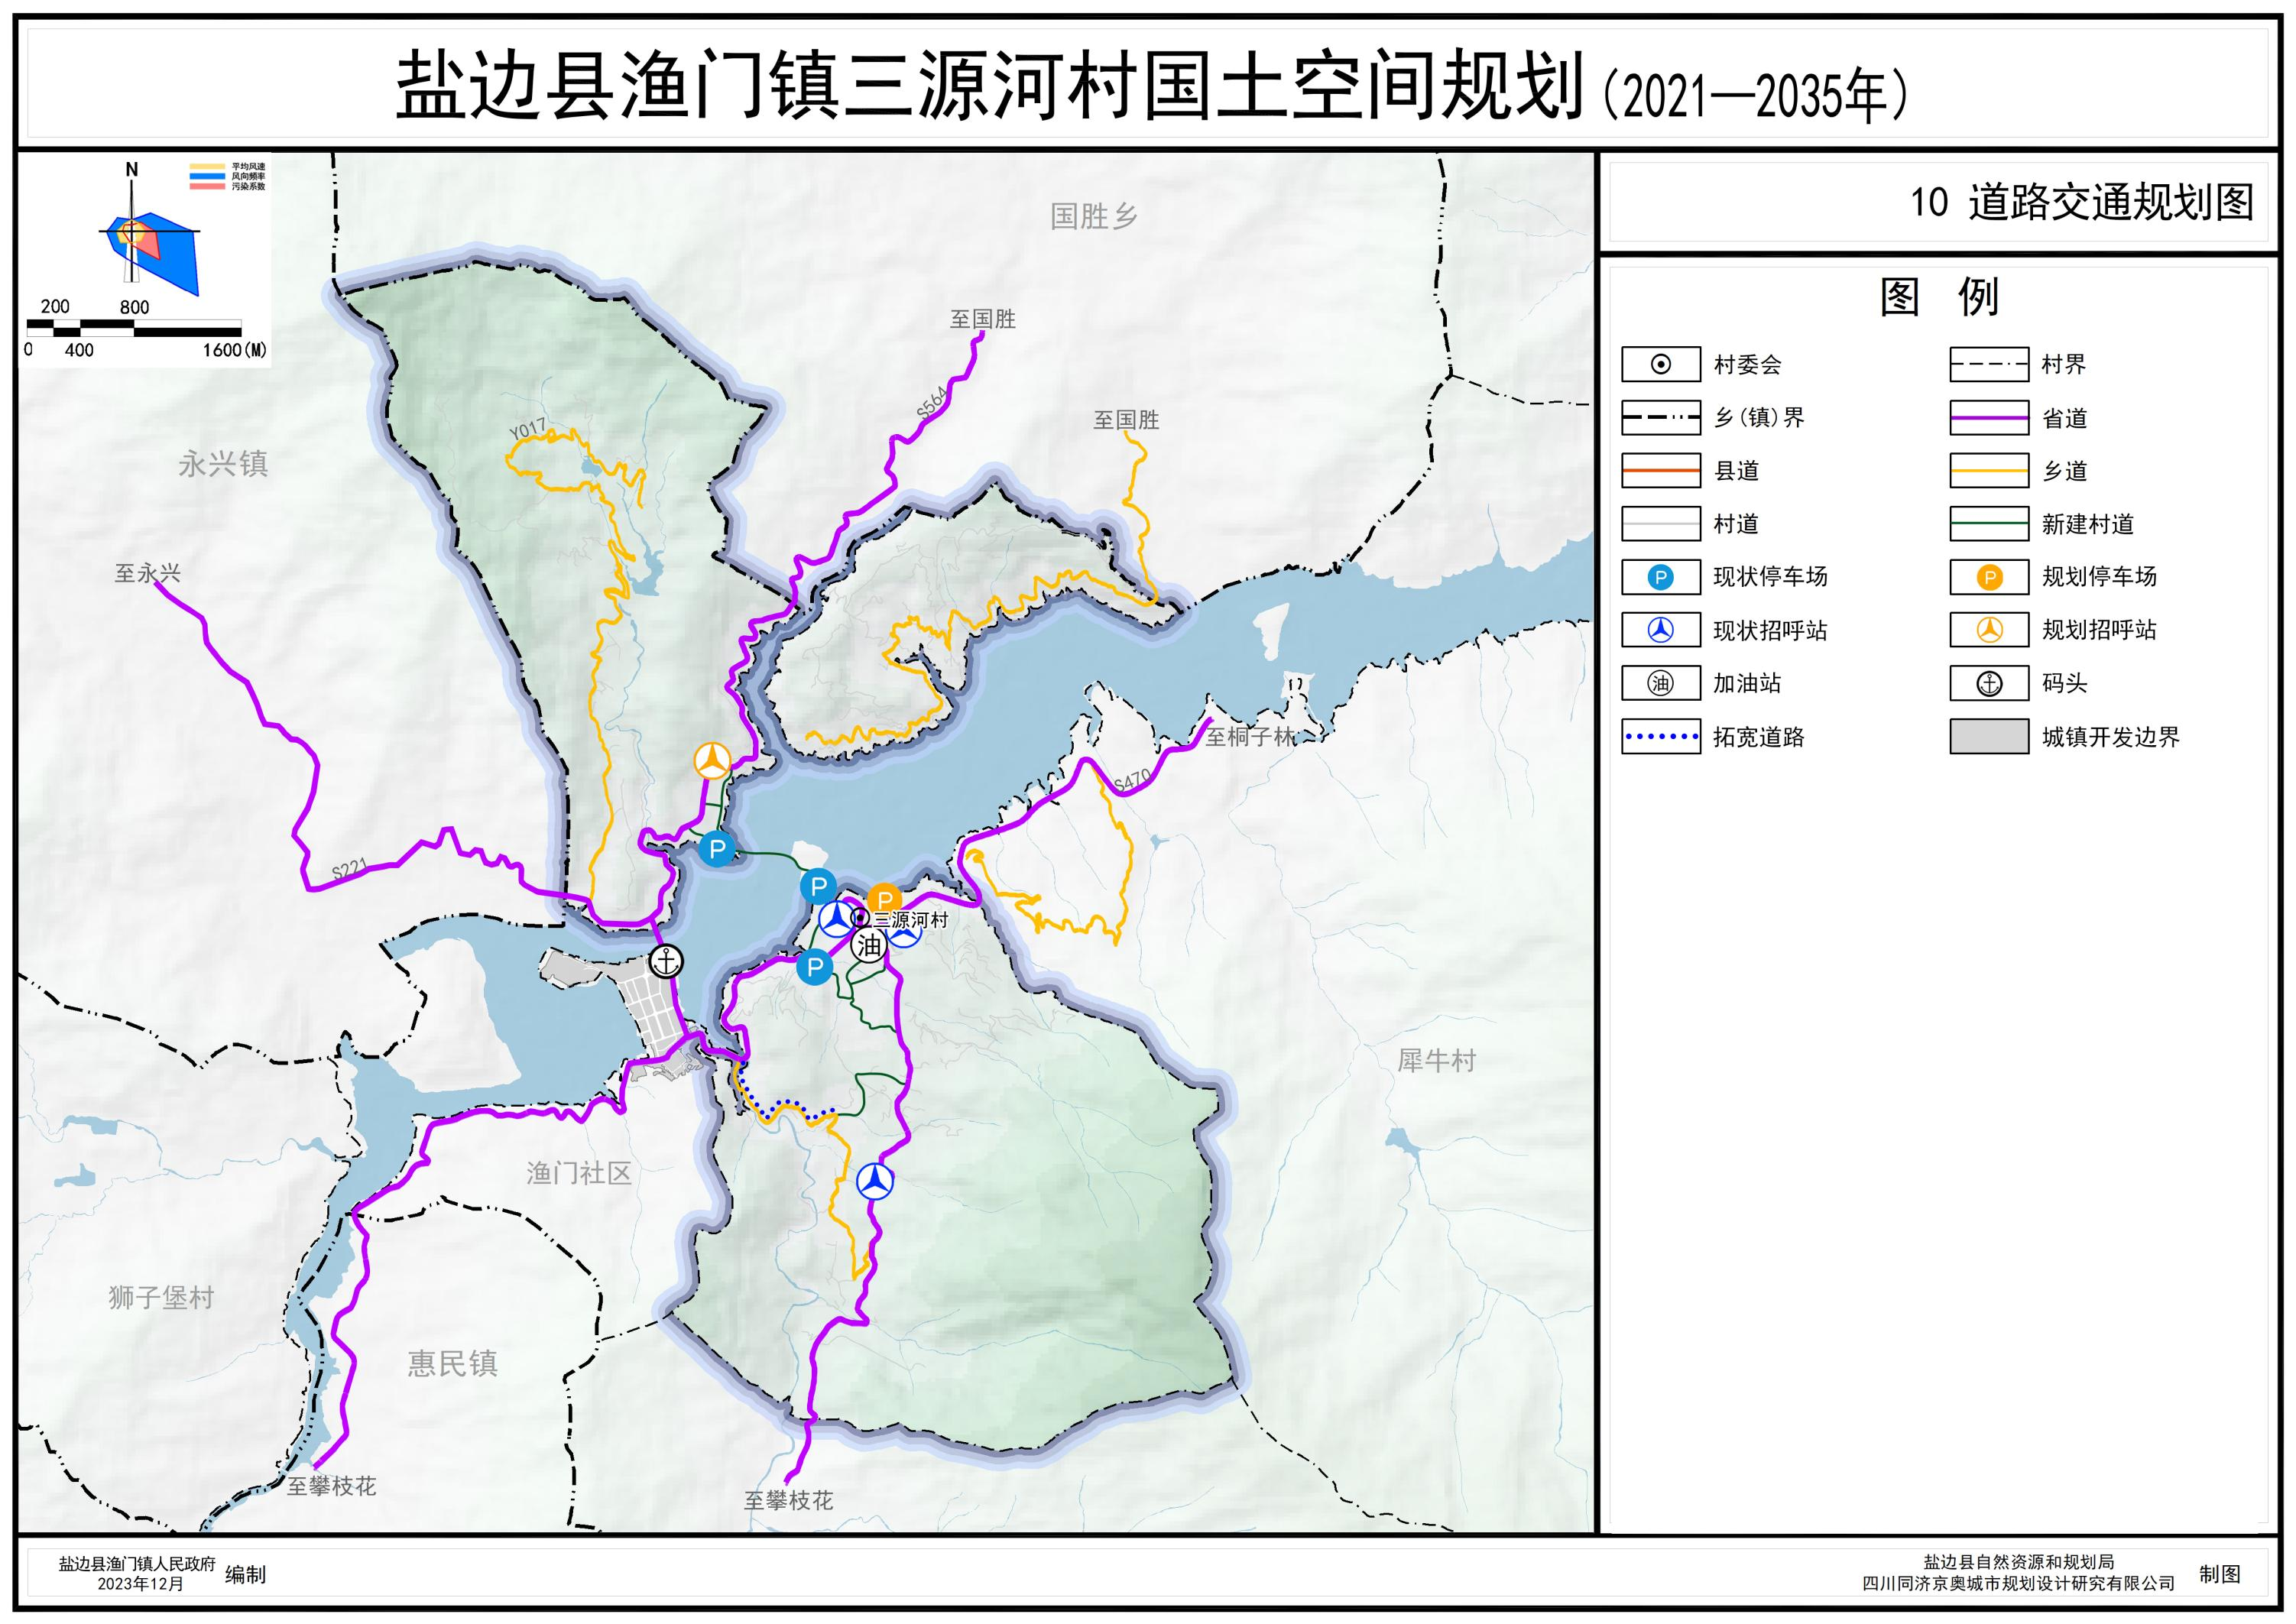 盐边县渔门镇三源河村国土空间规划(2021—2035年)
10 道路交通规划图
N
平均风速
风向频率
污染系数
200 800
0 400 1600(M)
国胜乡
至国胜
S564
至国胜
Y017
永兴镇
至永兴
S221
至桐子林
S470
P
P
P
P
三源河村
油
犀牛村
渔门社区
狮子堡村
惠民镇
至攀枝花
至攀枝花
图 例
村委会 村界
乡(镇)界 省道
县道 乡道
村道 新建村道
P 现状停车场 P 规划停车场
现状招呼站 规划招呼站
油 加油站 码头
拓宽道路 城镇开发边界
盐边县渔门镇人民政府
2023年12月
编制
盐边县自然资源和规划局
四川同济京奥城市规划设计研究有限公司
制图